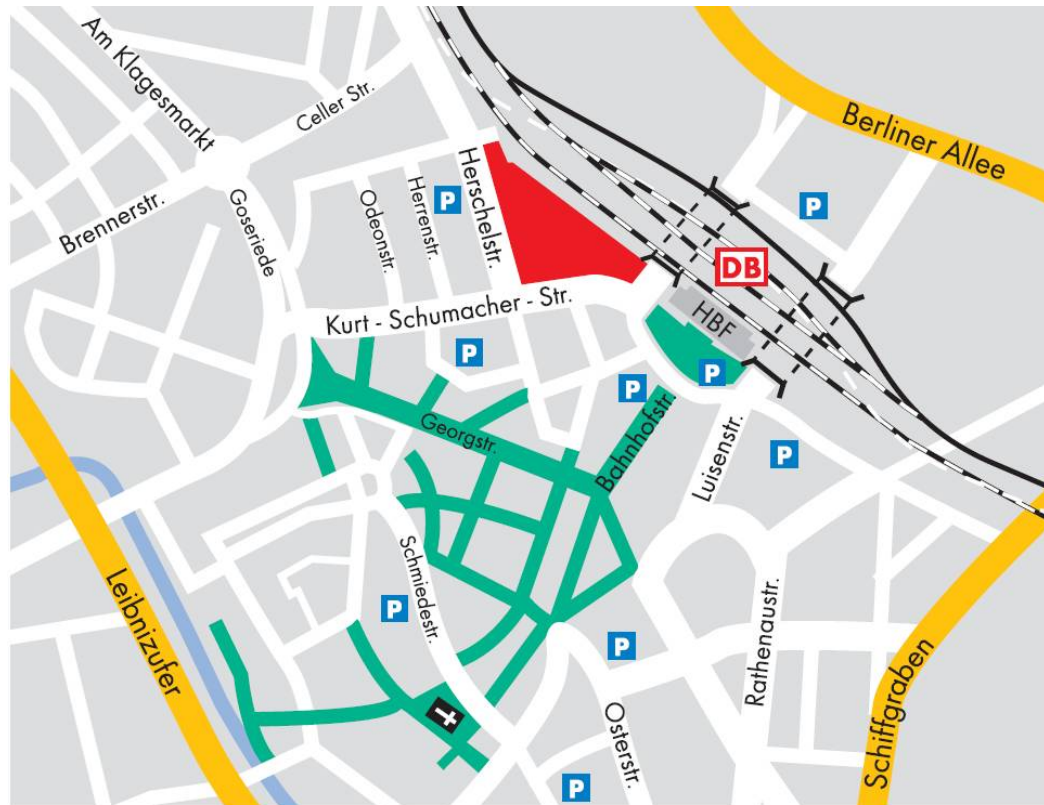 Am Klagesmarkt
Celler Str.
Berliner Allee
Brennerstr.
Goseriede
Odeonstr.
Herrenstr.
P
Herschelstr.
P
DB
HBF
Kurt - Schumacher - Str.
P
P
P
Georgstr.
Bahnhofstr.
Luisenstr.
P
Leibnizufer
Schmiedestr.
P
P
Rathenaustr.
Schiffgraben
Osterstr.
P